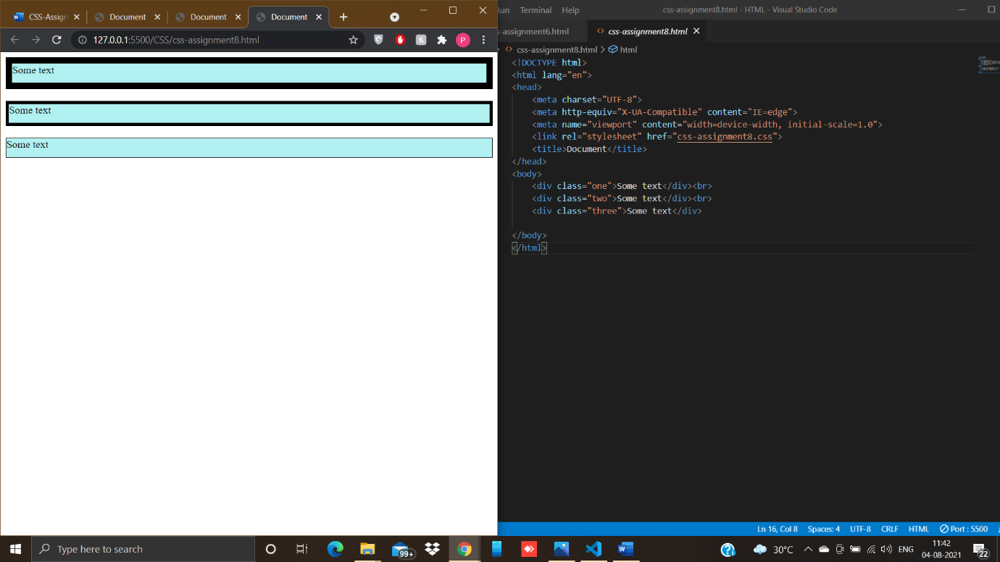 CSS-Assign
Document
Document
Document
127.0.0.1:5500/CSS/css-assignment8.html
P
Some text
Some text
Some text
Run Terminal Help
css-assignment8.html - HTML - Visual Studio Code
s-assignment6.html
css-assignment8.html
css-assignment8.html > html
<!DOCTYPE html>
<html lang="en">
<head>
<meta charset="UTF-8">
<meta http-equiv="X-UA-Compatible" content="IE=edge">
<meta name="viewport" content="width=device-width, initial-scale=1.0">
<link rel="stylesheet" href="css-assignment8.css">
<title>Document</title>
</head>
<body>
<div class="one">Some text</div><br>
<div class="two">Some text</div><br>
<div class="three">Some text</div>
</body>
</html>
Ln 16, Col 8 Spaces: 4 UTF-8 CRLF HTML Port : 5500
Type here to search
99+
30°C
ENG
11:42
04-08-2021
22